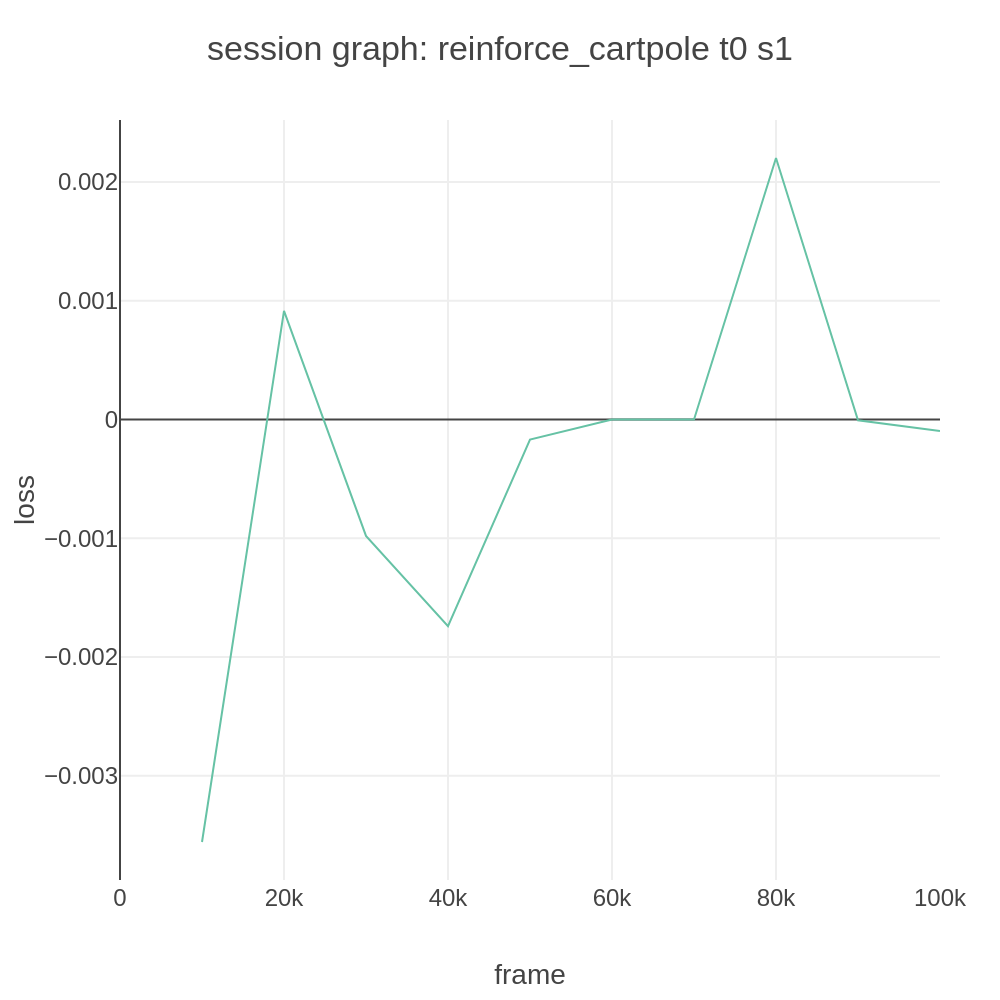 session graph: reinforce_cartpole t0 s1
0.002
0.001
0
−0.001
−0.002
−0.003
loss
0 20k 40k 60k 80k 100k
frame